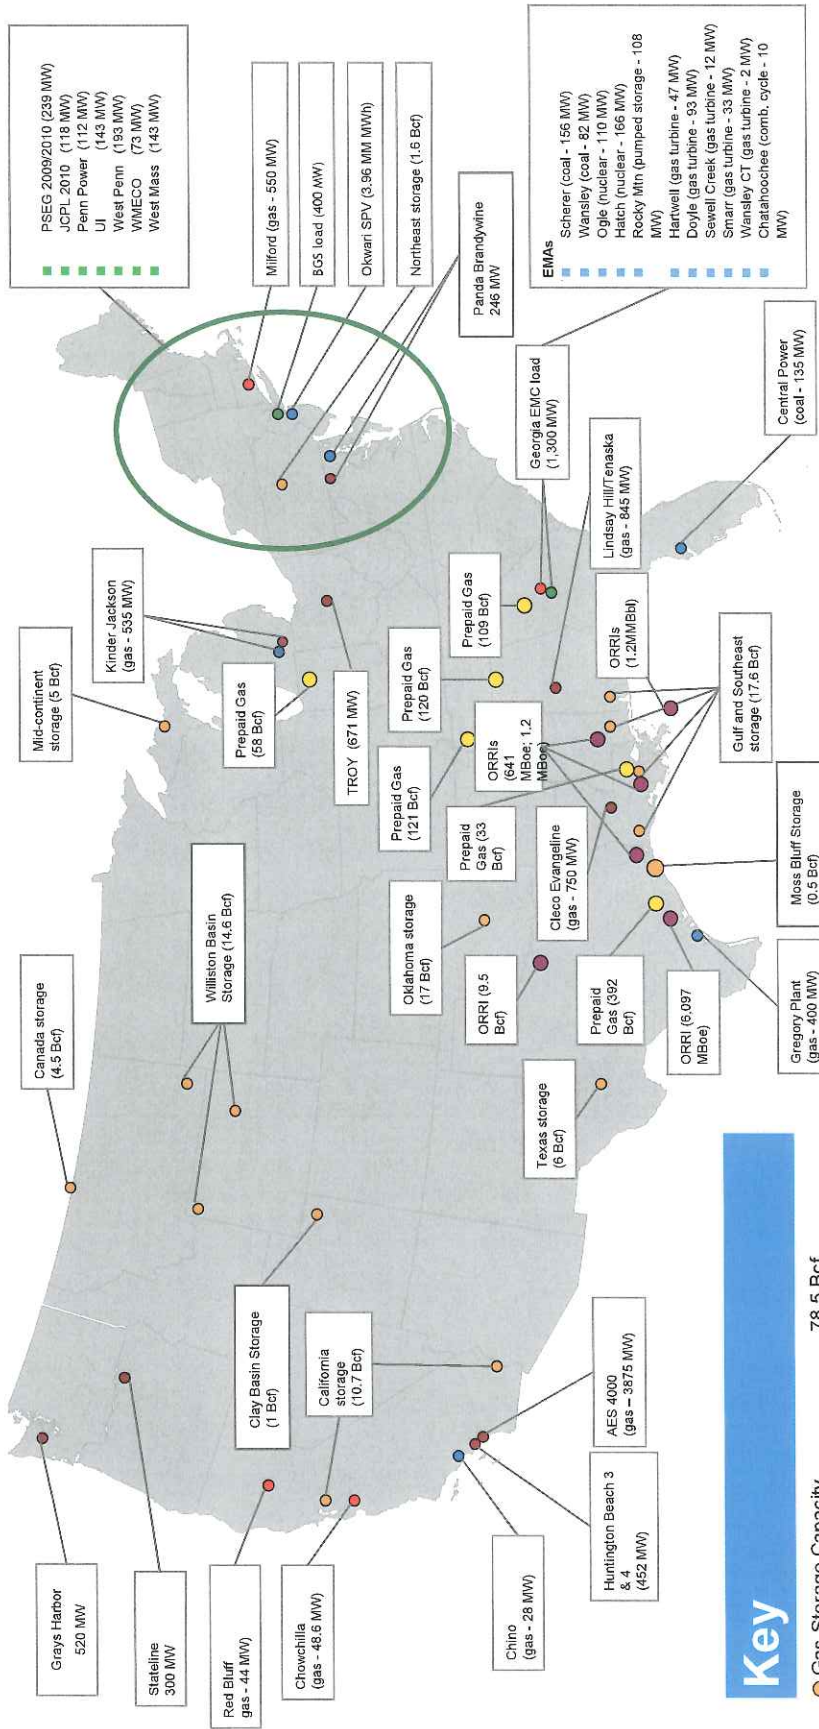 PSEG 2009/2010 (239 MW)
JCPL 2010 (118 MW)
Penn Power (112 MW)
UI (143 MW)
West Penn (193 MW)
WMECO (73 MW)
West Mass (143 MW)
Milford (gas - 550 MW)
BGS load (400 MW)
Okwari SPV (3.96 MM MWh)
Northeast storage (1.6 Bcf)
Panda Brandywine
246 MW
EMAs
Scherer (coal - 156 MW)
Wansley (coal - 82 MW)
Ogle (nuclear - 110 MW)
Hatch (nuclear - 166 MW)
Rocky Mtn (pumped storage - 108
MW)
Hartwell (gas turbine - 47 MW)
Doyle (gas turbine - 93 MW)
Sewell Creek (gas turbine - 12 MW)
Smarr (gas turbine - 33 MW)
Wansley CT (gas turbine - 2 MW)
Chatahoochee (comb, cycle - 10
MW)
Georgia EMC load
(1,300 MW)
Lindsay Hill/Tenaska
(gas - 845 MW)
Central Power
(coal - 135 MW)
Kinder Jackson
(gas - 535 MW)
Mid-continent
storage (5 Bcf)
Prepaid Gas
(58 Bcf)
TROY (671 MW)
Prepaid Gas
(109 Bcf)
Prepaid Gas
(120 Bcf)
Prepaid Gas
(121 Bcf)
ORRIs
(641
MBoe; 1.2
MBoe)
ORRIs
(1.2MMBbl)
Gulf and Southeast
storage (17.6 Bcf)
Prepaid
Gas (33
Bcf)
Cleco Evangeline
(gas - 750 MW)
Moss Bluff Storage
(0.5 Bcf)
Williston Basin
Storage (14.6 Bcf)
Oklahoma storage
(17 Bcf)
ORRI (9.5
Bcf)
Prepaid
Gas (392
Bcf)
ORRI (6,097
MBoe)
Gregory Plant
(gas - 400 MW)
Canada storage
(4.5 Bcf)
Texas storage
(6 Bcf)
Clay Basin Storage
(1 Bcf)
California
storage
(10.7 Bcf)
AES 4000
(gas – 3875 MW)
Huntington Beach 3
& 4
(452 MW)
Chino
(gas - 28 MW)
Grays Harbor
520 MW
Stateline
300 MW
Red Bluff
gas - 44 MW)
Chowchilla
(gas - 48.6 MW)
Key
Gas Storage Capacity 78.5 Bcf